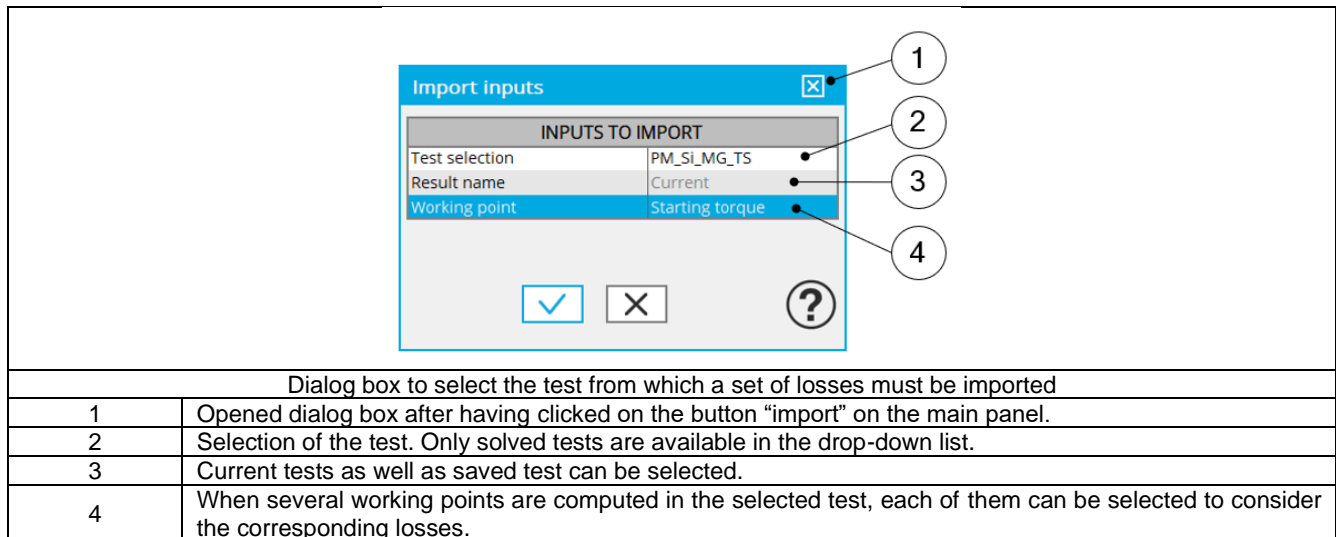 1
Import inputs
2
INPUTS TO IMPORT
Test selection PM_Si_MG_TS
3
Result name Current
Working point Starting torque
4
?
Dialog box to select the test from which a set of losses must be imported
1 Opened dialog box after having clicked on the button “import” on the main panel.
2 Selection of the test. Only solved tests are available in the drop-down list.
3 Current tests as well as saved test can be selected.
4 When several working points are computed in the selected test, each of them can be selected to consider
the corresponding losses.